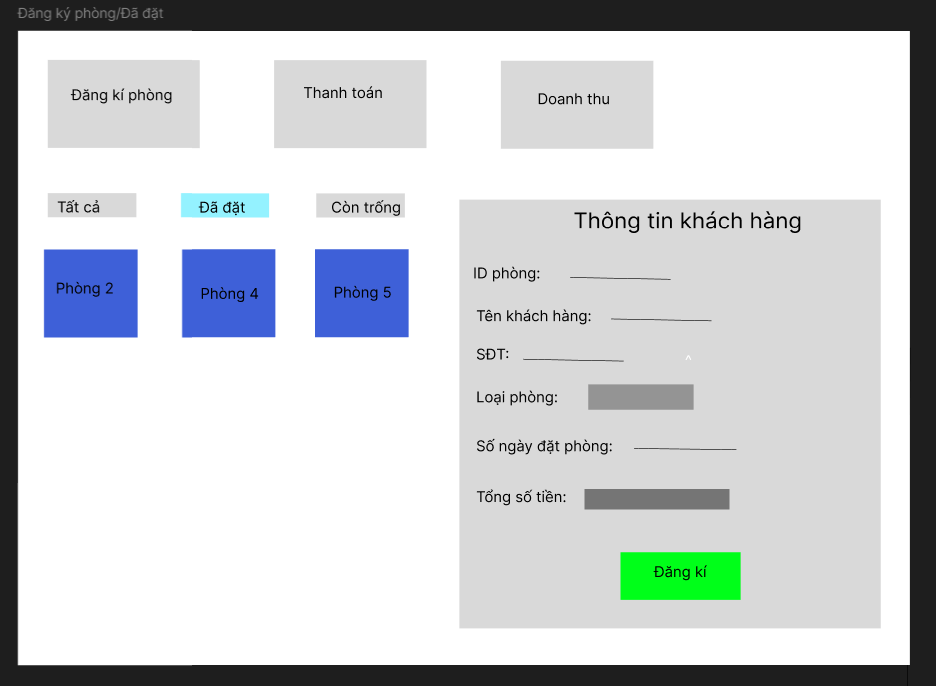 Đăng ký phòng/Đã đặt
Đăng kí phòng
Thanh toán
Doanh thu
Tất cả
Đã đặt
Còn trống
Phòng 2
Phòng 4
Phòng 5
Thông tin khách hàng
ID phòng:
Tên khách hàng:
SĐT:
^
Loại phòng:
Số ngày đặt phòng:
Tổng số tiền:
Đăng kí